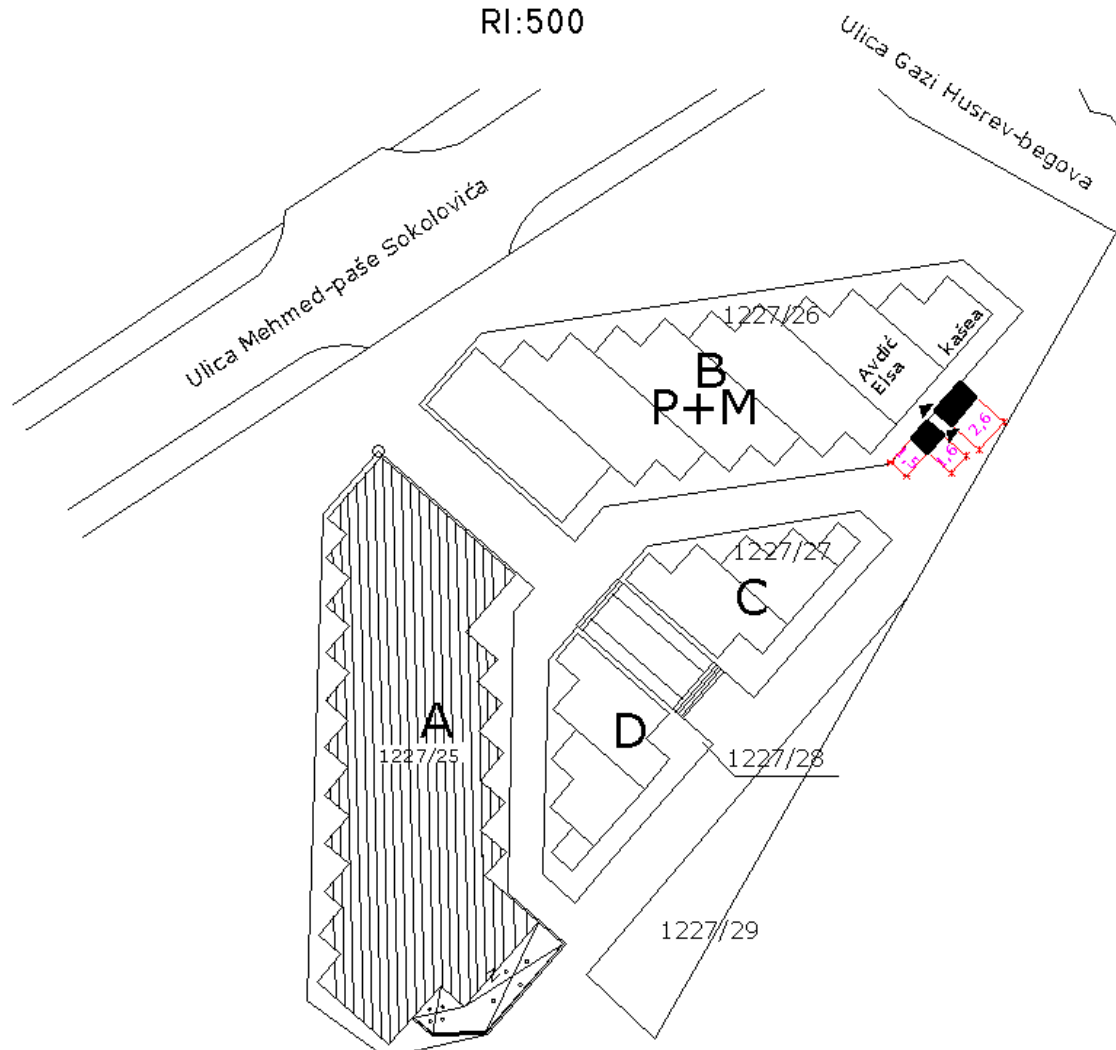 RI:500
Ulica Gazi Husrev-begova
Ulica Mehmed-paše Sokolovića
1227/26
B
P+M
Avdić
Elsa
kašea
2,6
1,6
1227/27
C
A
1227/25
D
1227/28
1227/29